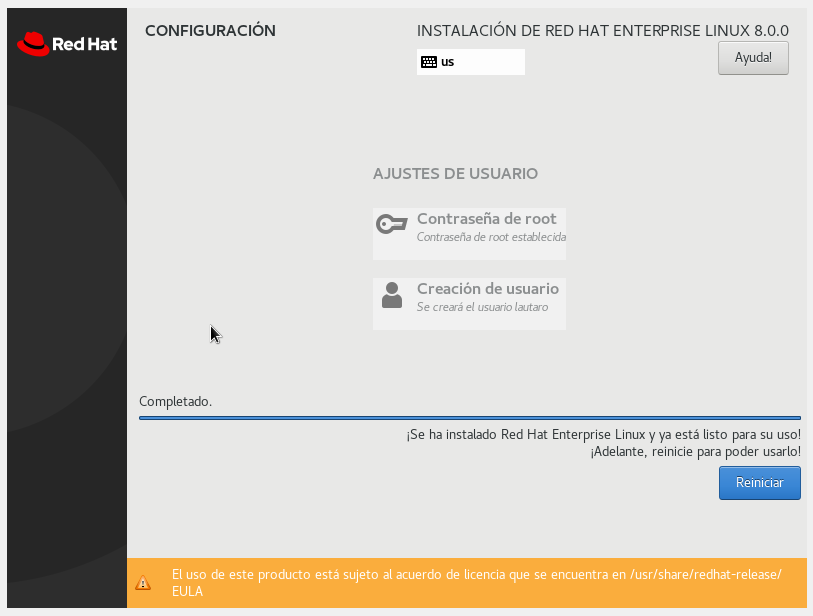 Red Hat
CONFIGURACIÓN
INSTALACIÓN DE RED HAT ENTERPRISE LINUX 8.0.0
us
Ayuda!
AJUSTES DE USUARIO
Contraseña de root
Contraseña de root establecida
Creación de usuario
Se creará el usuario lautaro
Completado.
¡Se ha instalado Red Hat Enterprise Linux y ya está listo para su uso!
¡Adelante, reinicie para poder usarlo!
Reiniciar
El uso de este producto está sujeto al acuerdo de licencia que se encuentra en /usr/share/redhat-release/
EULA